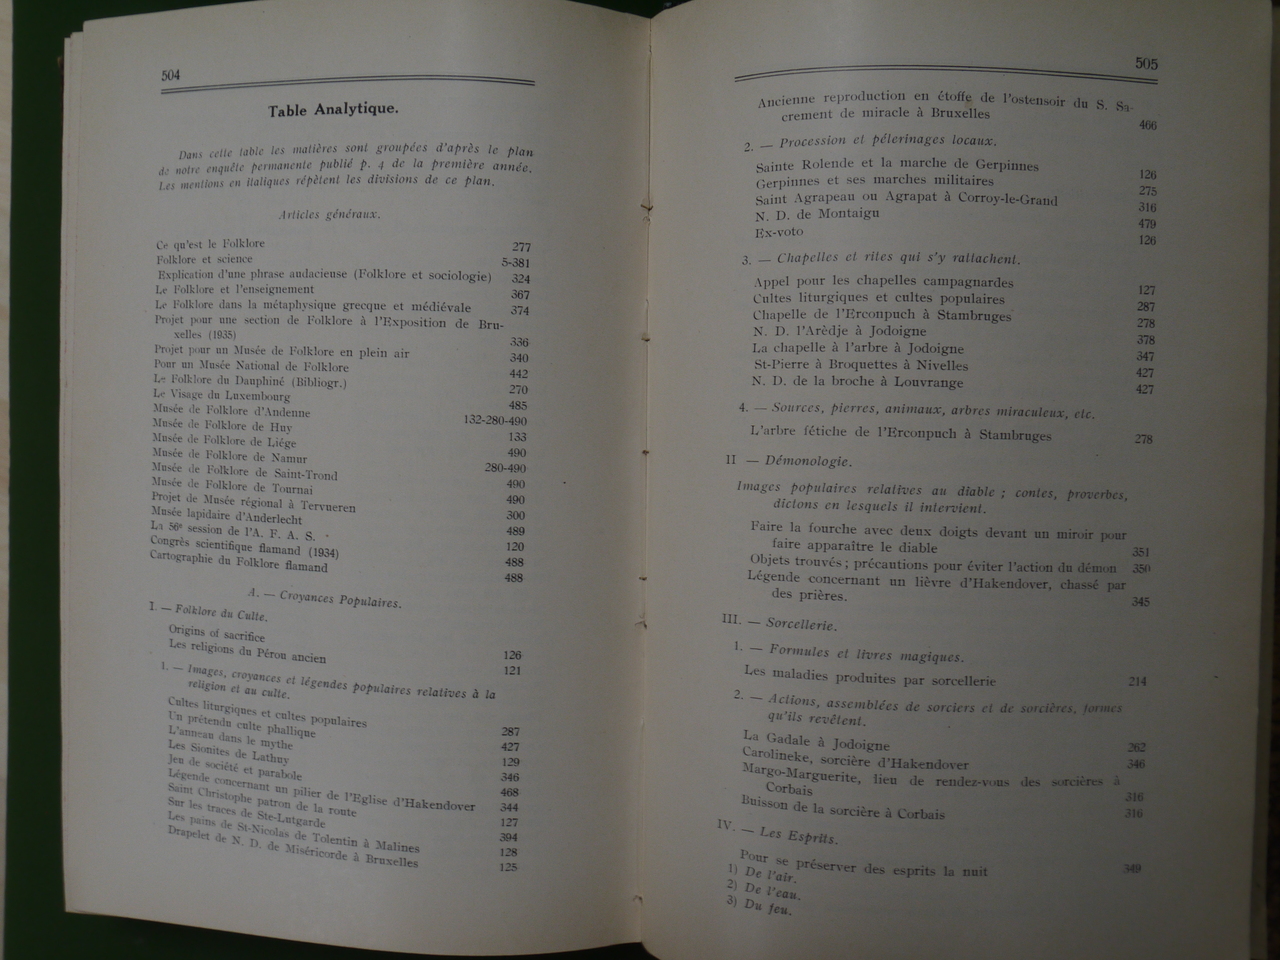 504
Table Analytique.
Dans cette table les matières sont groupées d'après le plan
de notre enquête permanente publié p. 4 de la première année.
Les mentions en italiques répètent les divisions de ce plan.
Articles généraux.
Ce qu'est le Folklore 277
Folklore et science 5-381
Explication d'une phrase audacieuse (Folklore et sociologie) 324
Le Folklore et l'enseignement 367
Le Folklore dans la métaphysique grecque et médiévale 374
Projet pour une section de Folklore à l'Exposition de Bru-
xelles (1935) 336
Projet pour un Musée de Folklore en plein air 340
Pour un Musée National de Folklore 442
Le Folklore du Dauphiné (Bibliogr.) 270
Le Visage du Luxembourg 485
Musée de Folklore d'Andenne 132-280-490
Musée de Folklore de Huy 133
Musée de Folklore de Liége 490
Musée de Folklore de Namur 280-490
Musée de Folklore de Saint-Trond 490
Musée de Folklore de Tournai 490
Projet de Musée régional à Tervueren 300
Musée lapidaire d'Anderlecht 489
La 56e session de l'A. F. A. S. 120
Congrès scientifique flamand (1934) 488
Cartographie du Folklore flamand 488
A. — Croyances Populaires.
I. — Folklore du Culte.
Origins of sacrifice 126
Les religions du Pérou ancien 121
1. — Images, croyances et légendes populaires relatives à la
religion et au culte.
Cultes liturgiques et cultes populaires 287
Un prétendu culte phallique 427
L'anneau dans le mythe 129
Les Sionites de Lathuy 346
Jeu de société et parabole 468
Légende concernant un pilier de l'Eglise d'Hakendover 344
Saint Christophe patron de la route 127
Sur les traces de Ste-Lutgarde 394
Les pains de St-Nicolas de Tolentin à Malines 128
Drapelet de N. D. de Miséricorde à Bruxelles 125
505
Ancienne reproduction en étoffe de l'ostensoir du S. Sa-
crement de miracle à Bruxelles 466
2. — Procession et pélerinages locaux.
Sainte Rolende et la marche de Gerpinnes 126
Gerpinnes et ses marches militaires 275
Saint Agrapeau ou Agrapat à Corroy-le-Grand 316
N. D. de Montaigu 479
Ex-voto 126
3. — Chapelles et rites qui s'y rattachent.
Appel pour les chapelles campagnardes 127
Cultes liturgiques et cultes populaires 287
Chapelle de l'Erconpuch à Stambruges 278
N. D. l'Arèdje à Jodoigne 378
La chapelle à l'arbre à Jodoigne 347
St-Pierre à Broquettes à Nivelles 427
N. D. de la broche à Louvrange 427
4. — Sources, pierres, animaux, arbres miraculeux, etc.
L'arbre fétiche de l'Erconpuch à Stambruges 278
II — Démonologie.
Images populaires relatives au diable ; contes, proverbes,
dictons en lesquels il intervient.
Faire la fourche avec deux doigts devant un miroir pour
faire apparaître le diable 351
Objets trouvés ; précautions pour éviter l'action du démon 350
Légende concernant un lièvre d'Hakendover, chassé par
des prières. 345
III. — Sorcellerie.
1. — Formules et livres magiques.
Les maladies produites par sorcellerie 214
2. — Actions, assemblées de sorciers et de sorcières, formes
qu'ils revêtent.
La Gadale à Jodoigne 262
Carolineke, sorcière d'Hakendover 346
Margo-Marguerite, lieu de rendez-vous des sorcières à
Corbais 316
Buisson de la sorcière à Corbais 316
IV. — Les Esprits.
Pour se préserver des esprits la nuit 349
1) De l'air.
2) De l'eau.
3) Du feu.